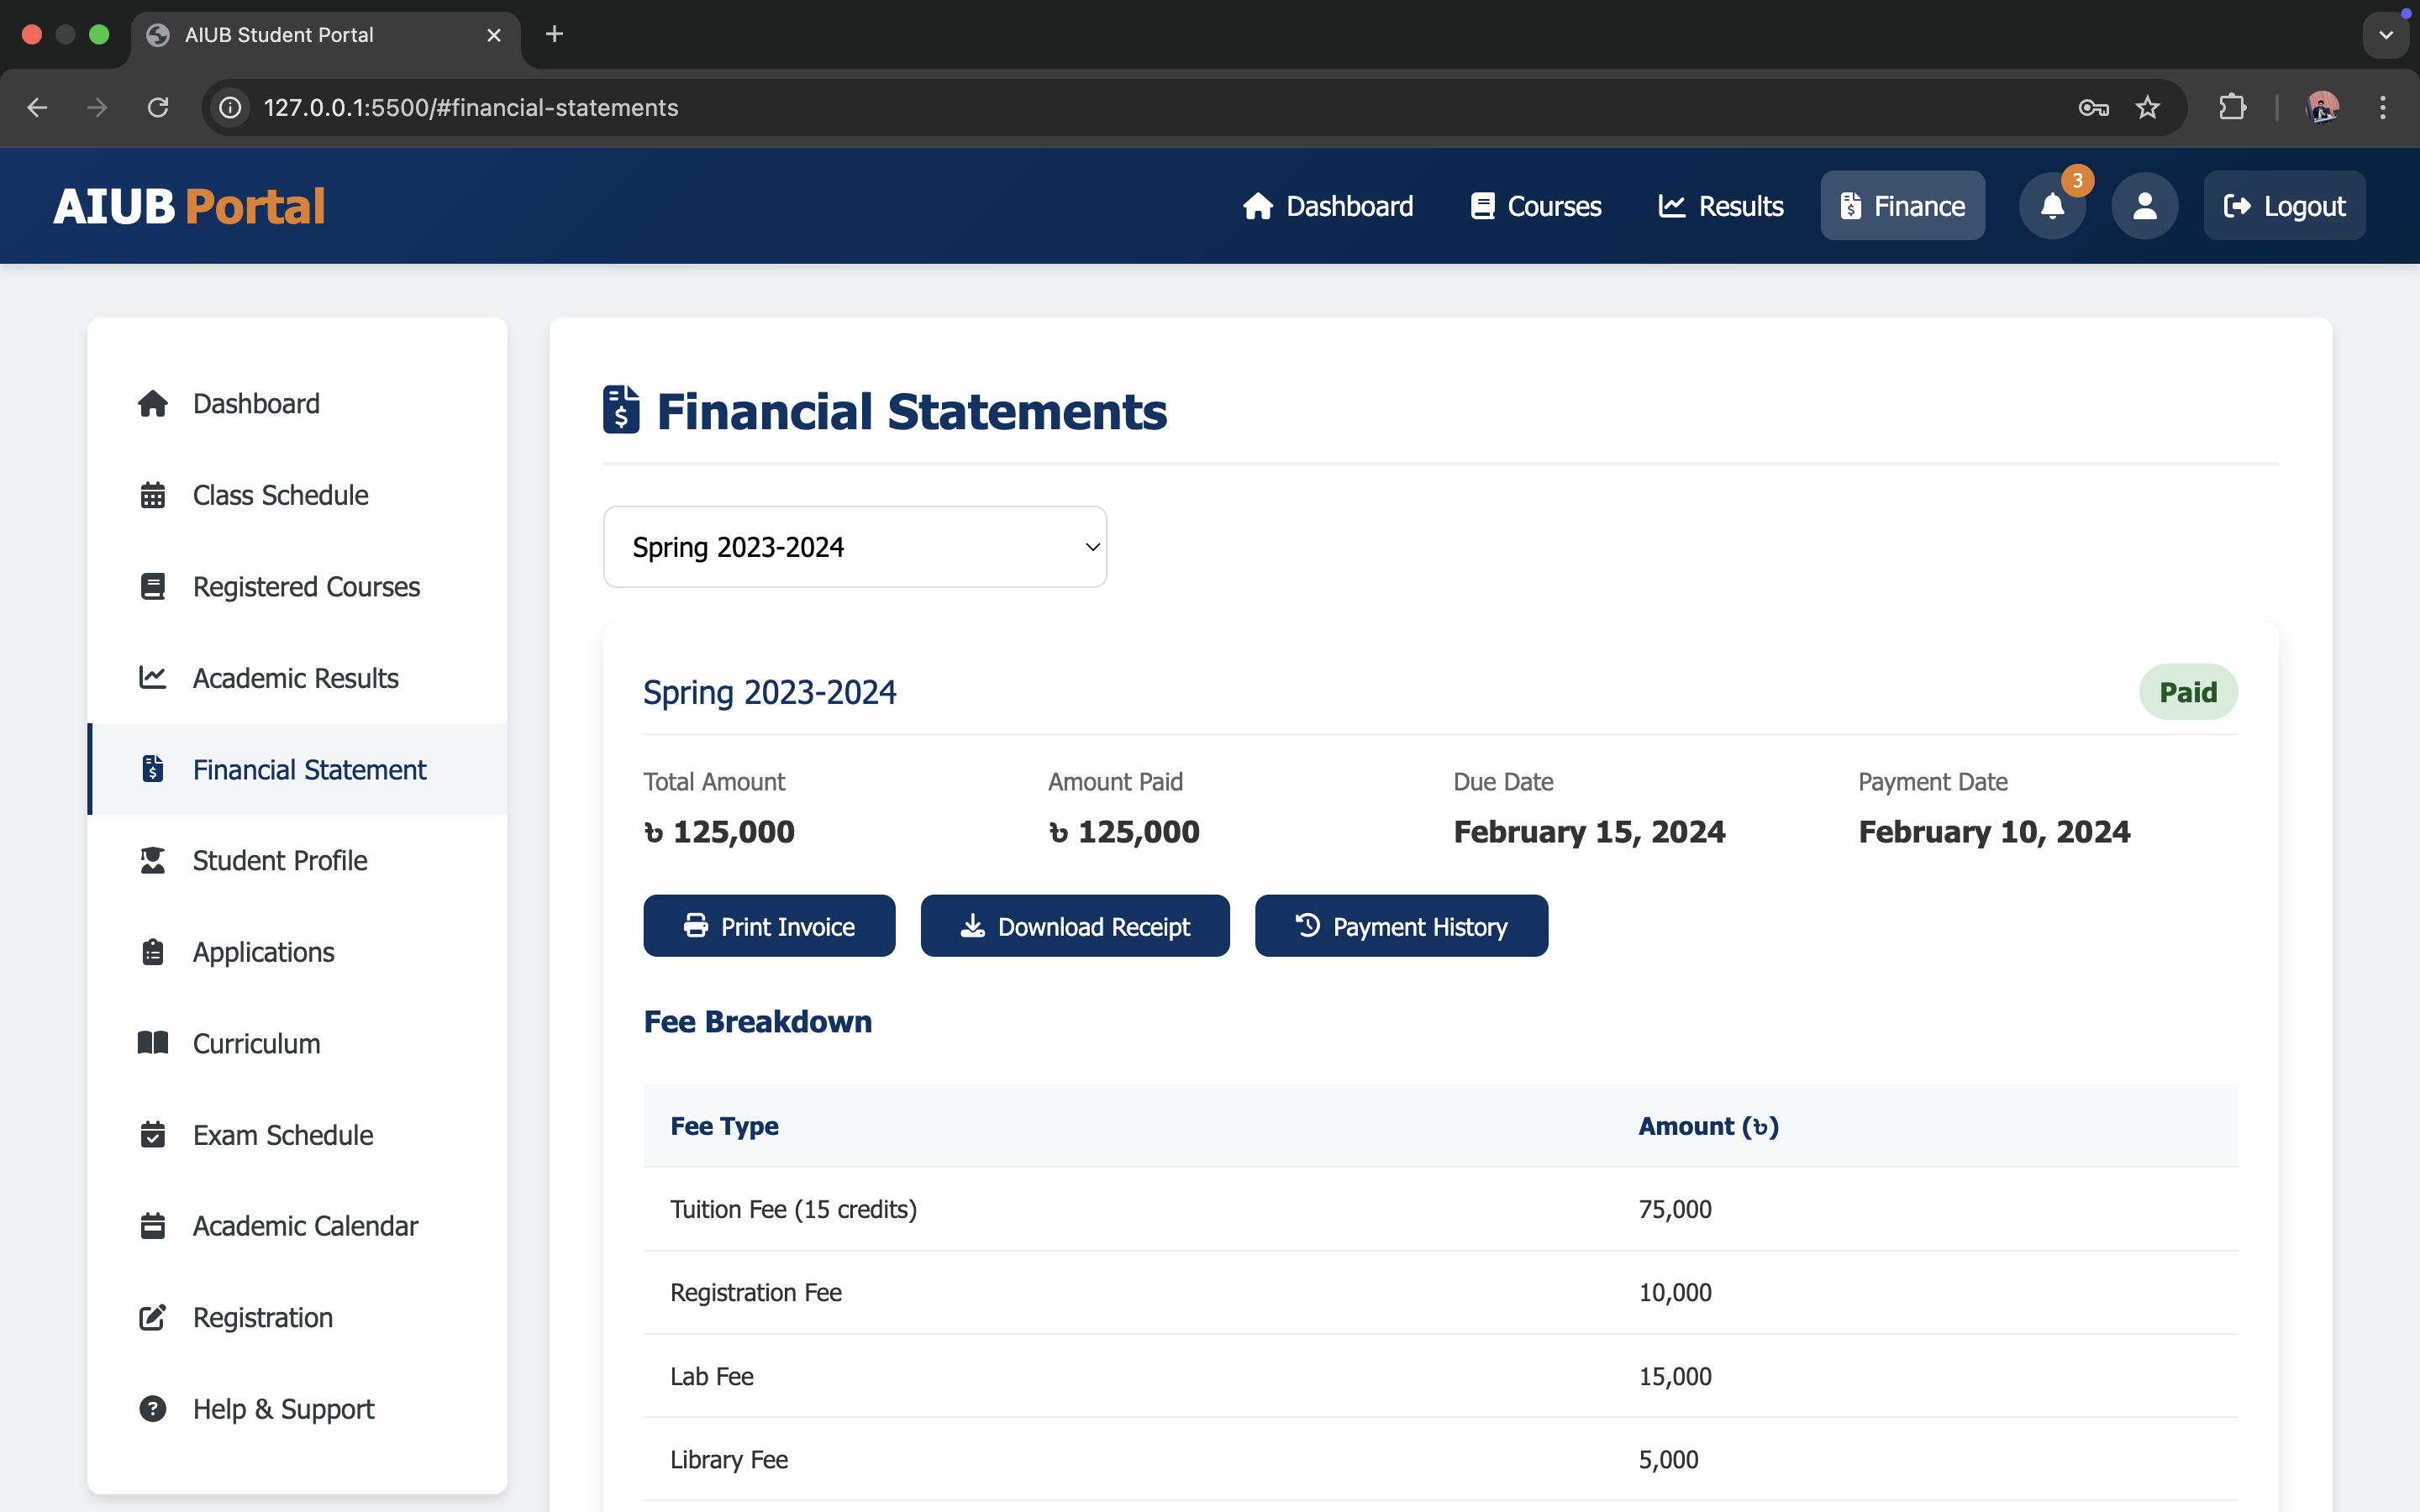 AIUB Student Portal
127.0.0.1:5500/#financial-statements
AIUB Portal
Dashboard
Courses
Results
Finance
3
Logout
Dashboard
Class Schedule
Registered Courses
Academic Results
Financial Statement
Student Profile
Applications
Curriculum
Exam Schedule
Academic Calendar
Registration
Help & Support
Financial Statements
Spring 2023-2024
Spring 2023-2024
Paid
Total Amount Amount Paid Due Date Payment Date
৳ 125,000 ৳ 125,000 February 15, 2024 February 10, 2024
Print Invoice Download Receipt Payment History
Fee Breakdown
Fee Type Amount (৳)
Tuition Fee (15 credits) 75,000
Registration Fee 10,000
Lab Fee 15,000
Library Fee 5,000